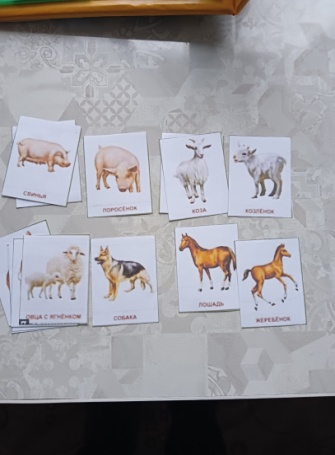 СВИНЬЯ
ПОРОСЁНОК
КОЗА
КОЗЛЁНОК
ОВЦА С ЯГНЁНКОМ
СОБАКА
ЛОШАДЬ
ЖЕРЕБЁНОК